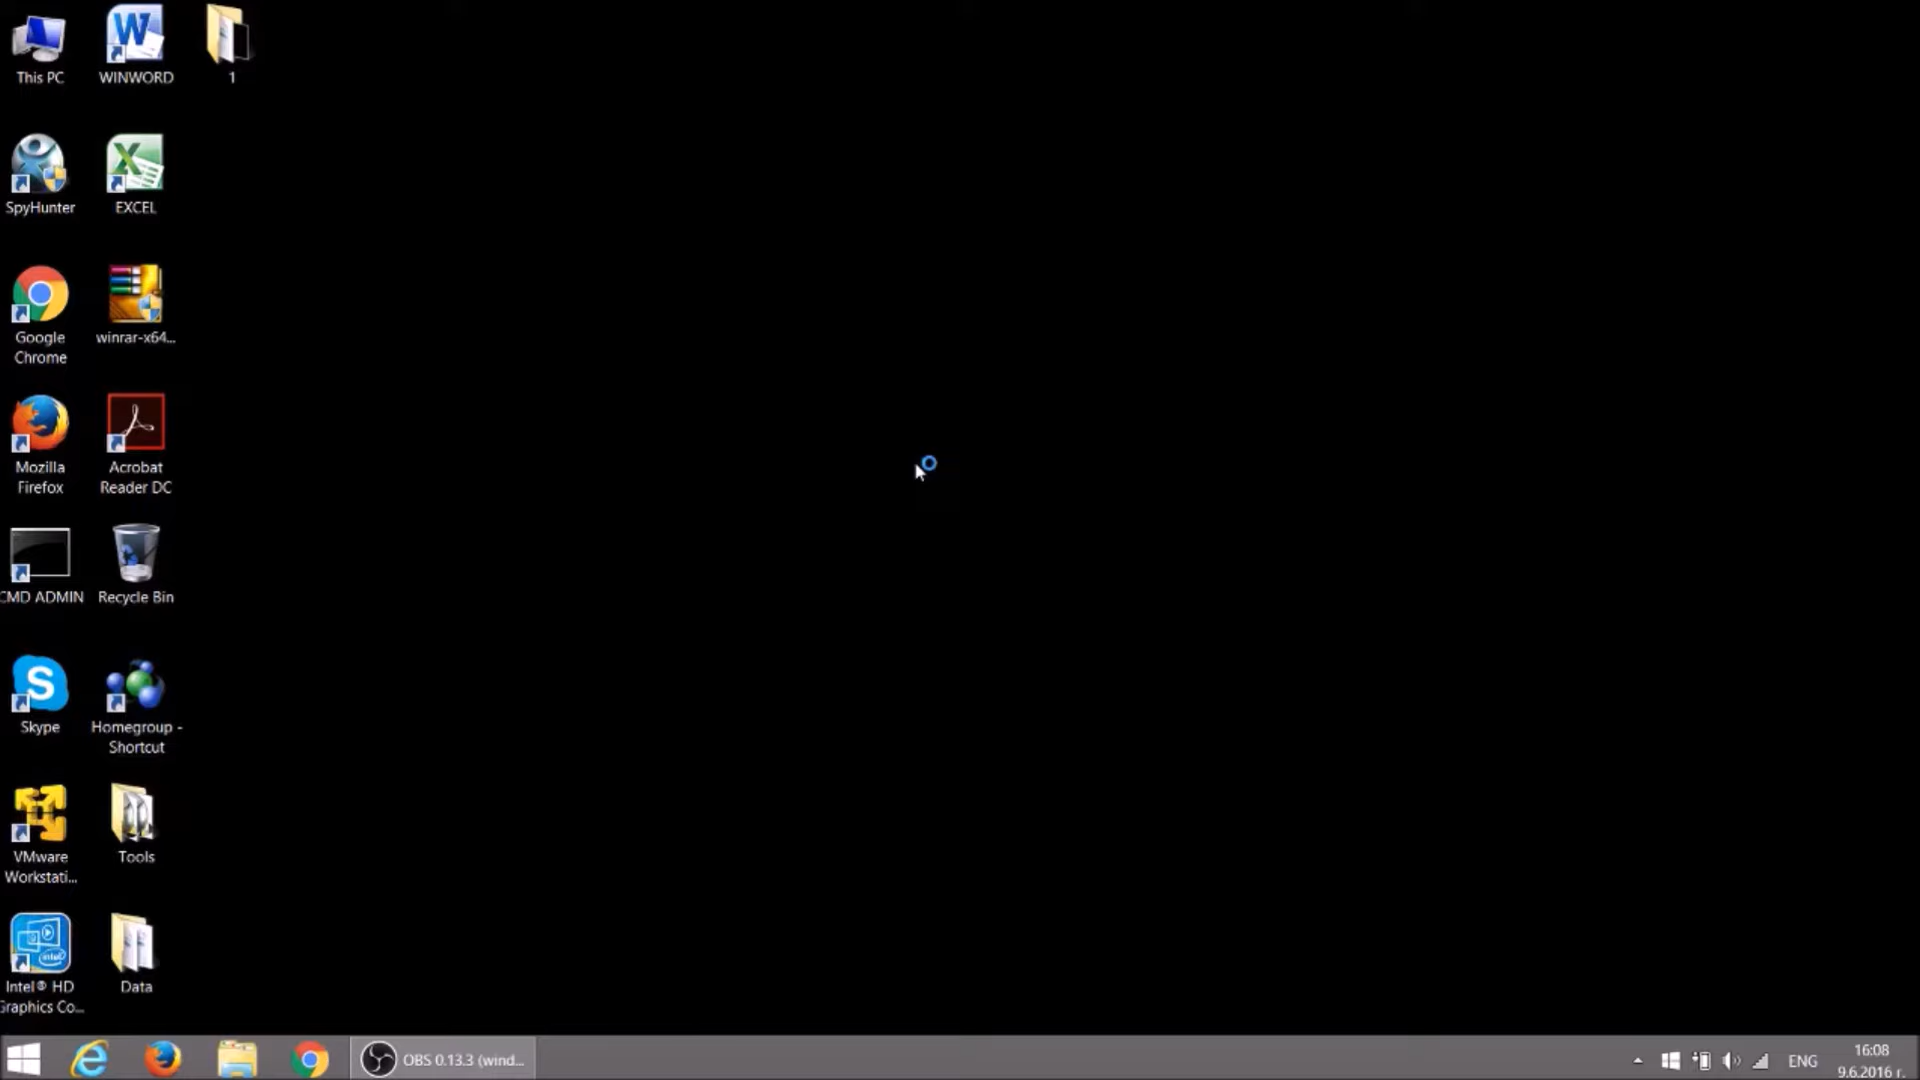 This PC
WINWORD
1
SpyHunter
EXCEL
Google
Chrome
winrar-x64...
Mozilla
Firefox
Acrobat
Reader DC
CMD ADMIN
Recycle Bin
Skype
Homegroup -
Shortcut
VMware
Workstati...
Tools
Intel® HD
Graphics Co...
Data
OBS 0.13.3 (wind...
ENG
16:08
9.6.2016 г.